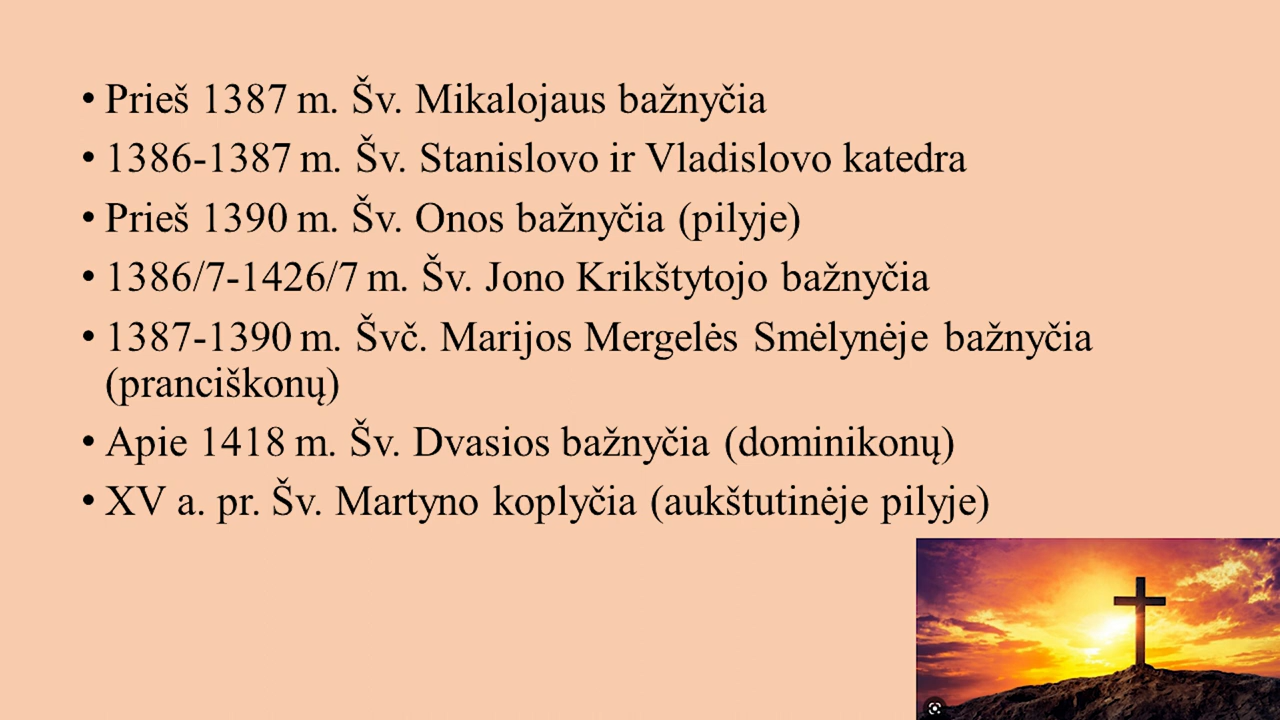 • Prieš 1387 m. Šv. Mikalojaus bažnyčia
• 1386-1387 m. Šv. Stanislovo ir Vladislovo katedra
• Prieš 1390 m. Šv. Onos bažnyčia (pilyje)
• 1386/7-1426/7 m. Šv. Jono Krikštytojo bažnyčia
• 1387-1390 m. Švč. Marijos Mergelės Smėlynėje bažnyčia
(pranciškonų)
• Apie 1418 m. Šv. Dvasios bažnyčia (dominikonų)
• XV a. pr. Šv. Martyno koplyčia (aukštutinėje pilyje)